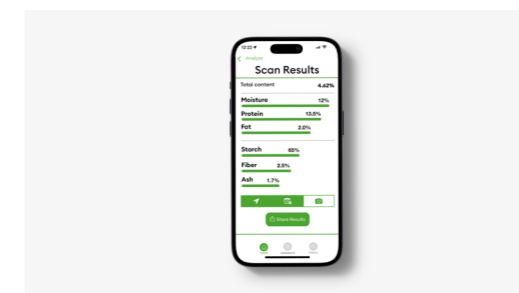 12:22
Analyzer
Scan Results
Total content 4.62%
Moisture 12%
Protein 13.5%
Fat 2.0%
Starch 65%
Fiber 2.5%
Ash 1.7%
Share Results